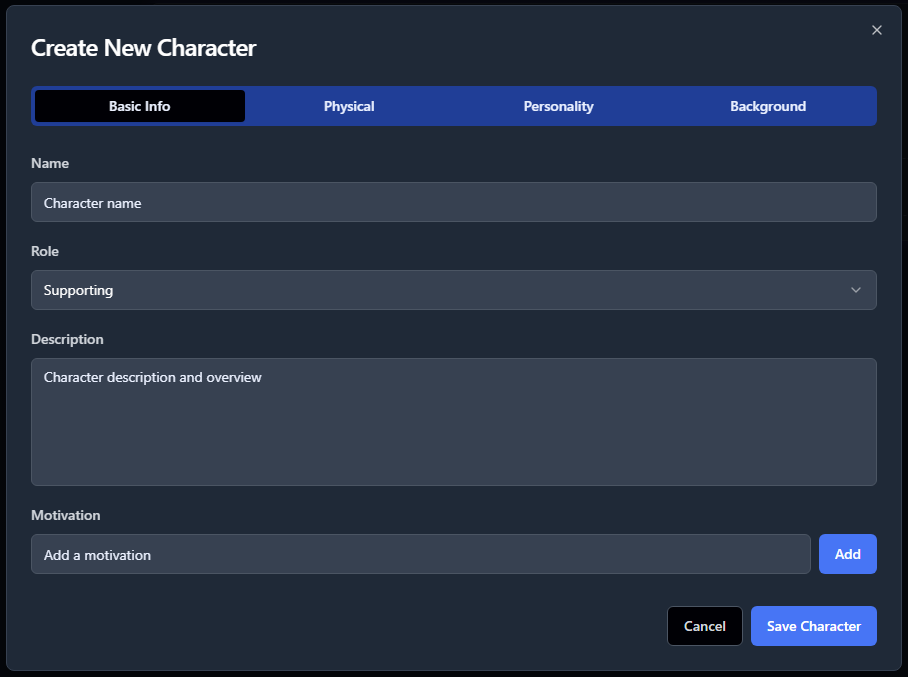 Create New Character
Basic Info Physical Personality Background
Name
Character name
Role
Supporting
Description
Character description and overview
Motivation
Add a motivation Add
Cancel Save Character